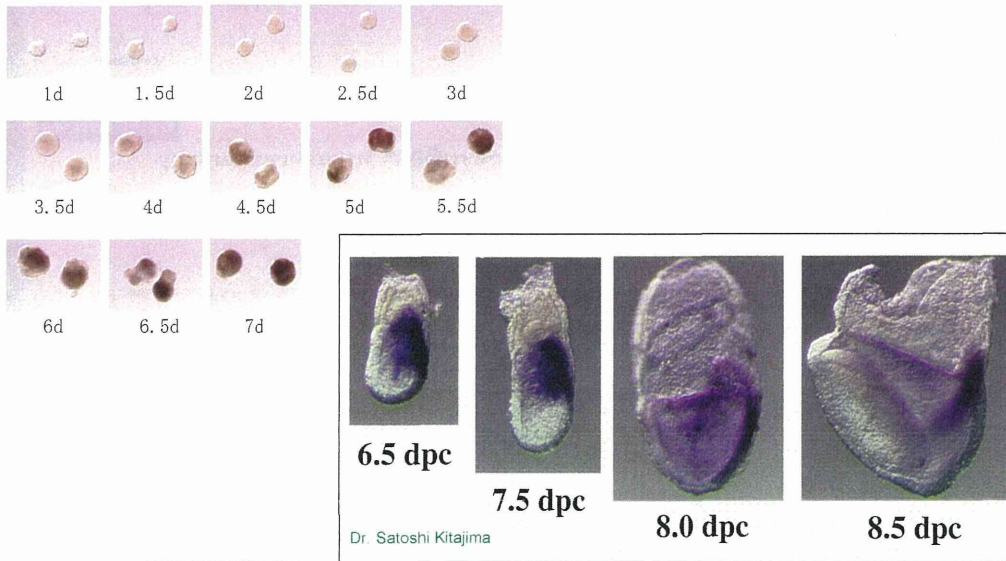 1d 1.5d 2d 2.5d 3d
3.5d 4d 4.5d 5d 5.5d
6d 6.5d 7d
6.5 dpc
7.5 dpc
8.0 dpc
8.5 dpc
Dr. Satoshi Kitajima